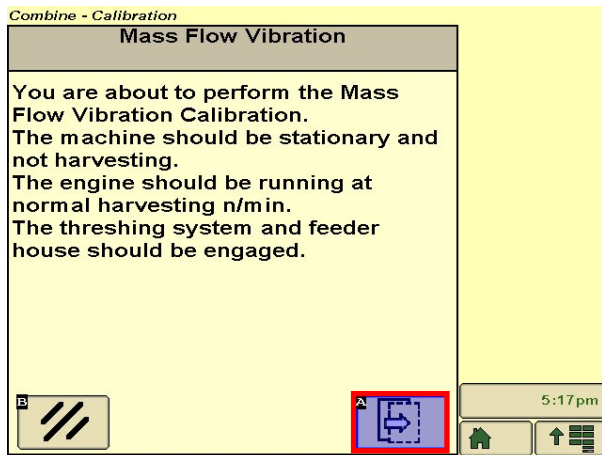 Combine - Calibration
Mass Flow Vibration
You are about to perform the Mass
Flow Vibration Calibration.
The machine should be stationary and
not harvesting.
The engine should be running at
normal harvesting n/min.
The threshing system and feeder
house should be engaged.
B
A
5:17pm